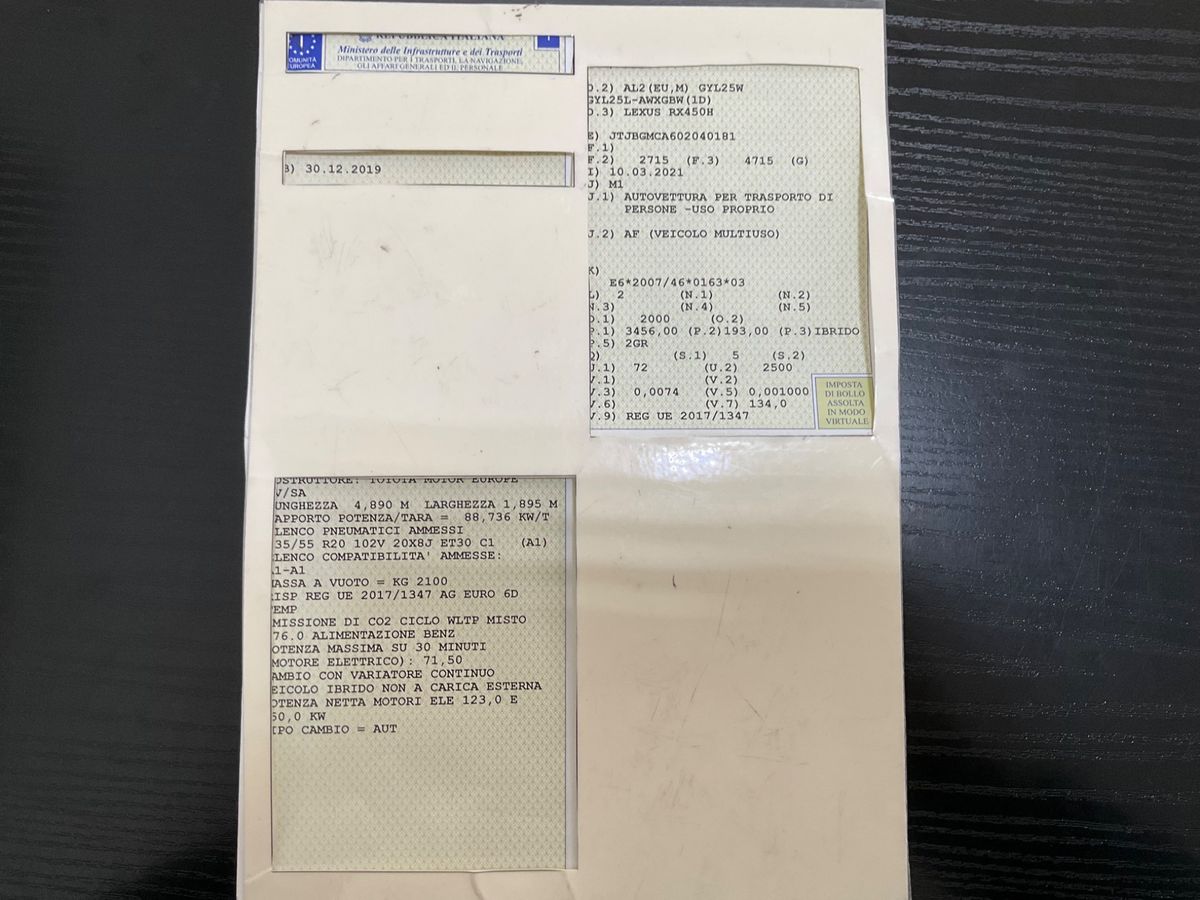 COMUNITÀ
EUROPEA
REPUBBLICA ITALIANA
Ministero delle Infrastrutture e dei Trasporti
DIPARTIMENTO PER I TRASPORTI, LA NAVIGAZIONE,
GLI AFFARI GENERALI ED IL PERSONALE
I
B) 30.12.2019
D.2) AL2(EU,M) GYL25W
GYL25L-AWXGBW(1D)
D.3) LEXUS RX450H
E) JTJBGMCA602040181
F.1)
F.2) 2715 (F.3) 4715 (G)
I) 10.03.2021
J) M1
J.1) AUTOVETTURA PER TRASPORTO DI
PERSONE -USO PROPRIO
J.2) AF (VEICOLO MULTIUSO)
K)
E6*2007/46*0163*03
L) 2 (N.1) (N.2)
N.3) (N.4) (N.5)
O.1) 2000 (O.2)
P.1) 3456,00 (P.2)193,00 (P.3)IBRIDO
P.5) 2GR
Q) (S.1) 5 (S.2)
U.1) 72 (U.2) 2500
V.1) (V.2)
V.3) 0,0074 (V.5) 0,001000
V.6) (V.7) 134,0
V.9) REG UE 2017/1347
IMPOSTA
DI BOLLO
ASSOLTA
IN MODO
VIRTUALE
OSTRUTTORE: TOYOTA MOTOR EUROPE
V/SA
UNGHEZZA 4,890 M LARGHEZZA 1,895 M
APPORTO POTENZA/TARA = 88,736 KW/T
LENCO PNEUMATICI AMMESSI
35/55 R20 102V 20X8J ET30 C1 (A1)
LENCO COMPATIBILITA' AMMESSE:
1-A1
ASSA A VUOTO = KG 2100
ISP REG UE 2017/1347 AG EURO 6D
EMP
MISSIONE DI CO2 CICLO WLTP MISTO
76.0 ALIMENTAZIONE BENZ
OTENZA MASSIMA SU 30 MINUTI
MOTORE ELETTRICO): 71,50
AMBIO CON VARIATORE CONTINUO
EICOLO IBRIDO NON A CARICA ESTERNA
OTENZA NETTA MOTORI ELE 123,0 E
50,0 KW
IPO CAMBIO = AUT